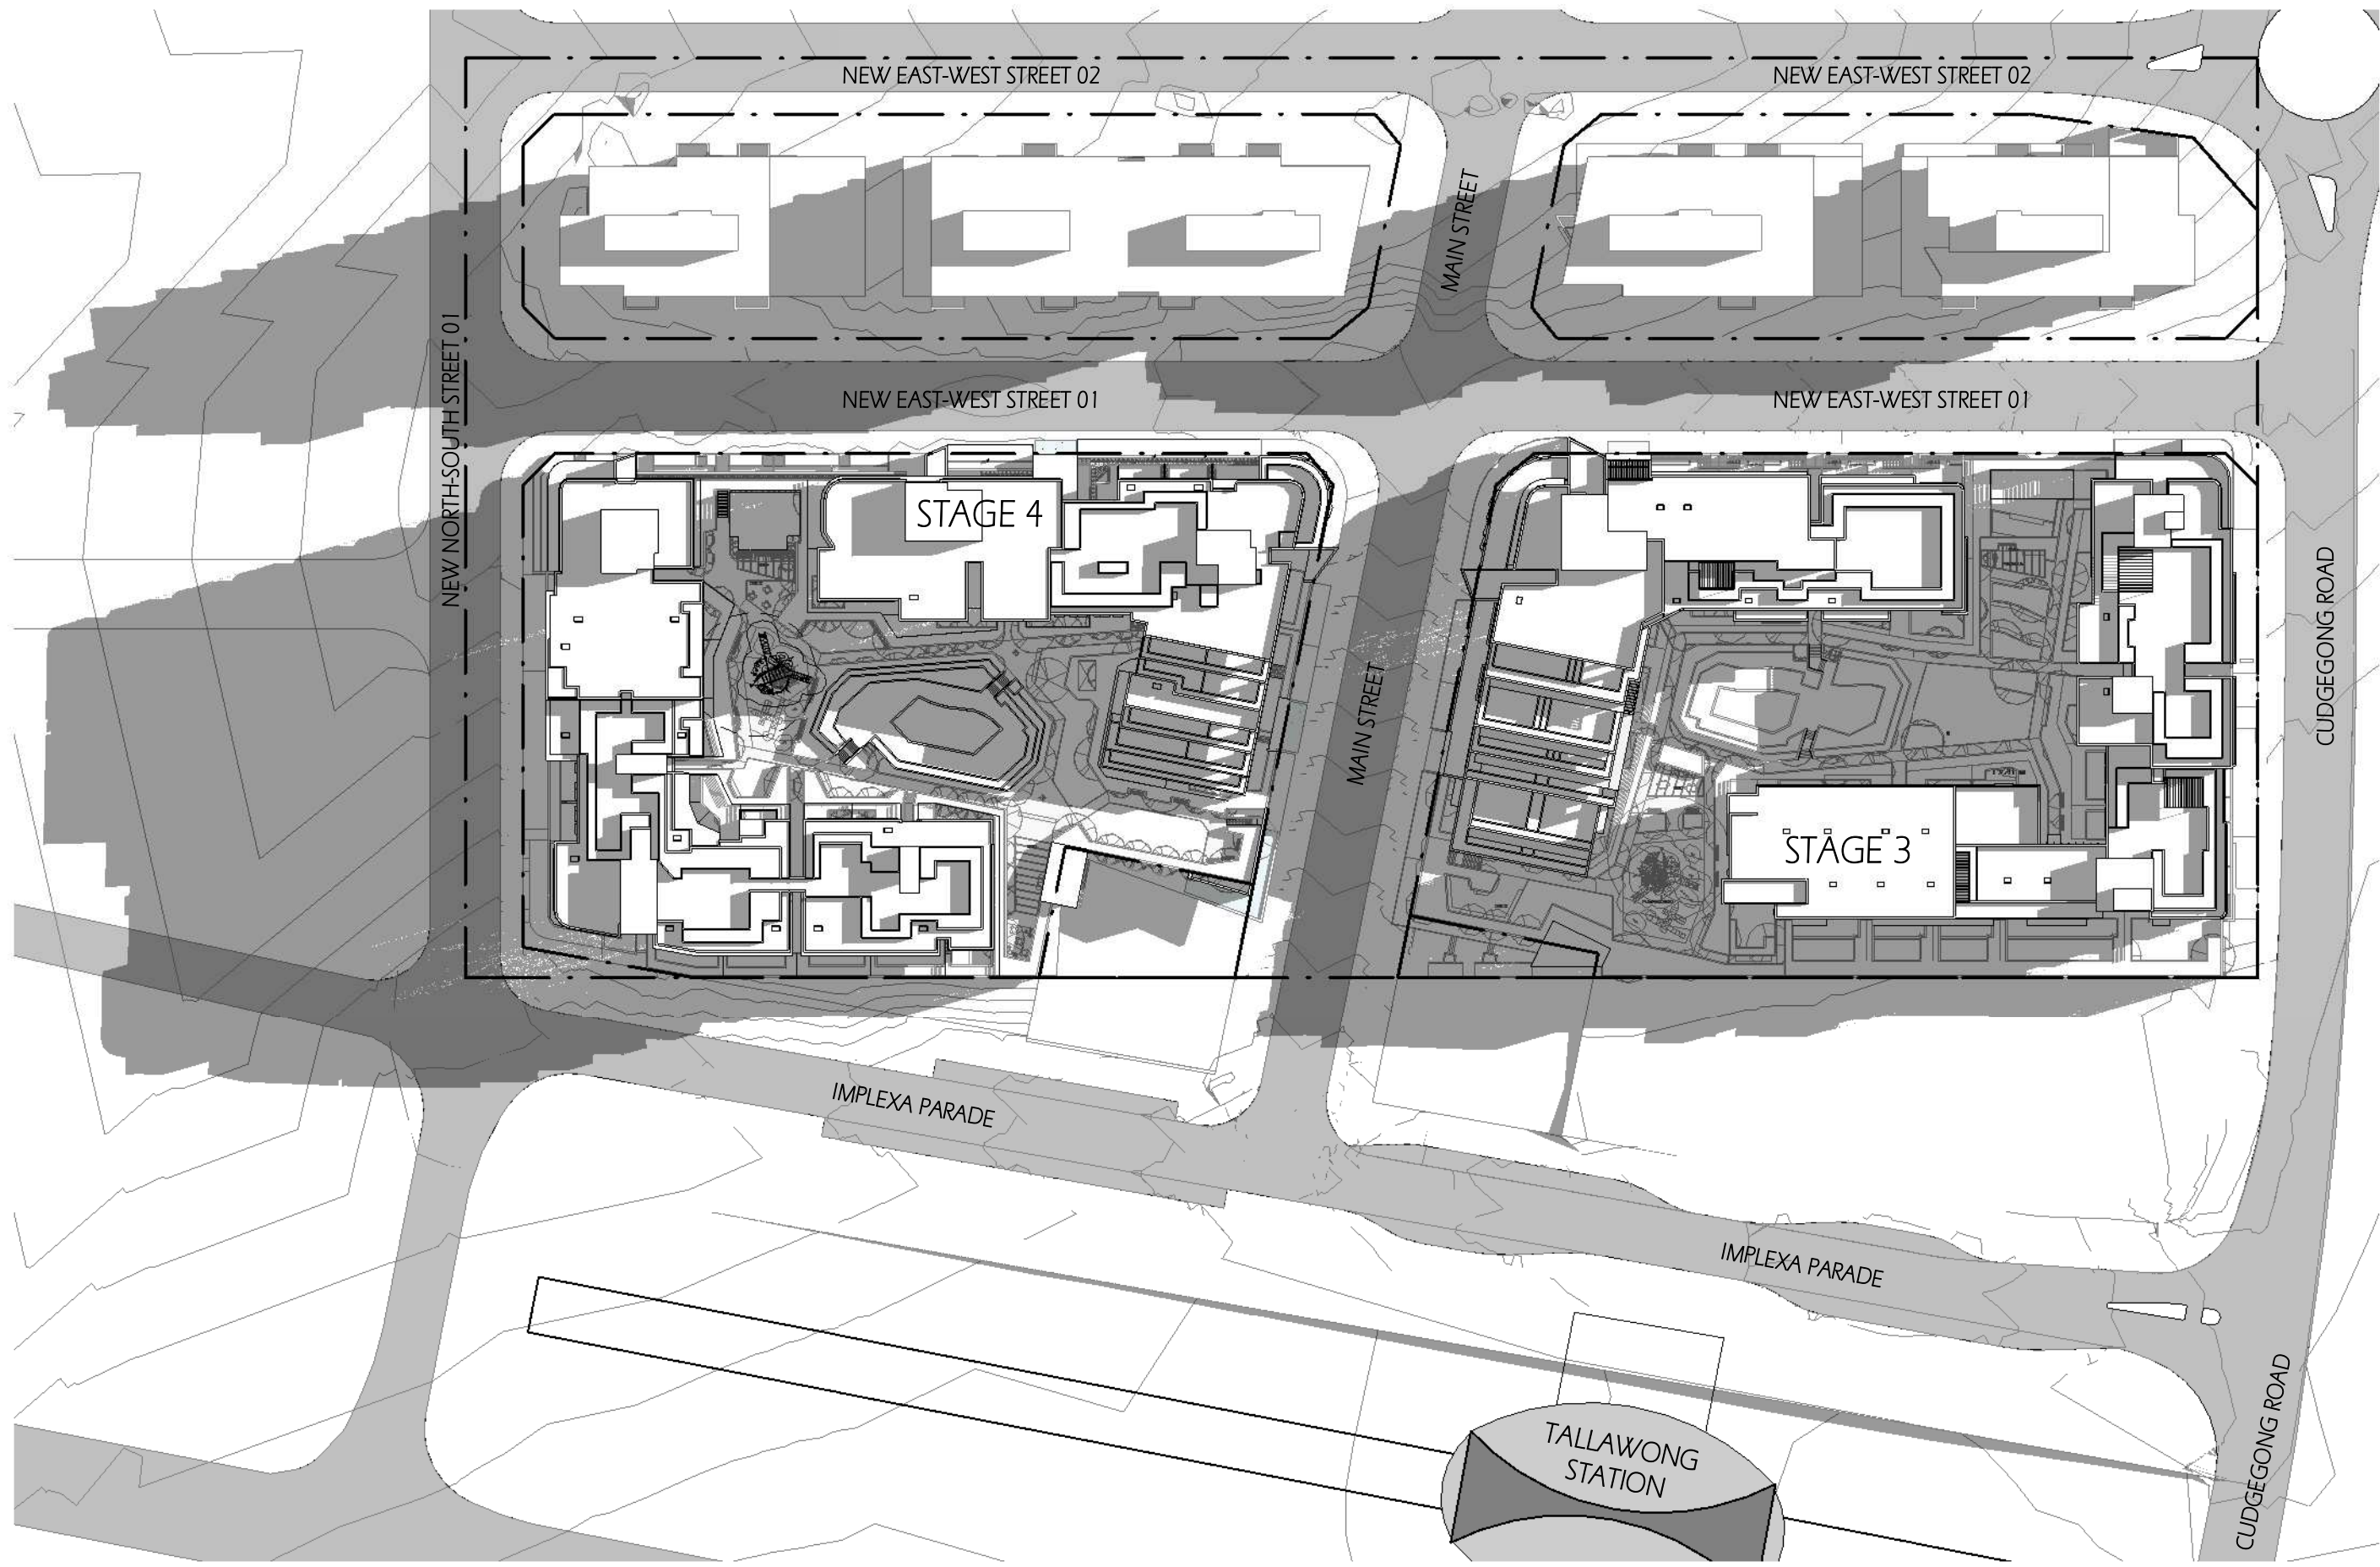 NEW EAST-WEST STREET 02
NEW EAST-WEST STREET 02
MAIN STREET
NEW NORTH-SOUTH STREET 01
NEW EAST-WEST STREET 01
NEW EAST-WEST STREET 01
STAGE 4
CUDGEGONG ROAD
MAIN STREET
STAGE 3
IMPLEXA PARADE
IMPLEXA PARADE
TALLAWONG
STATION
CUDGEGONG ROAD